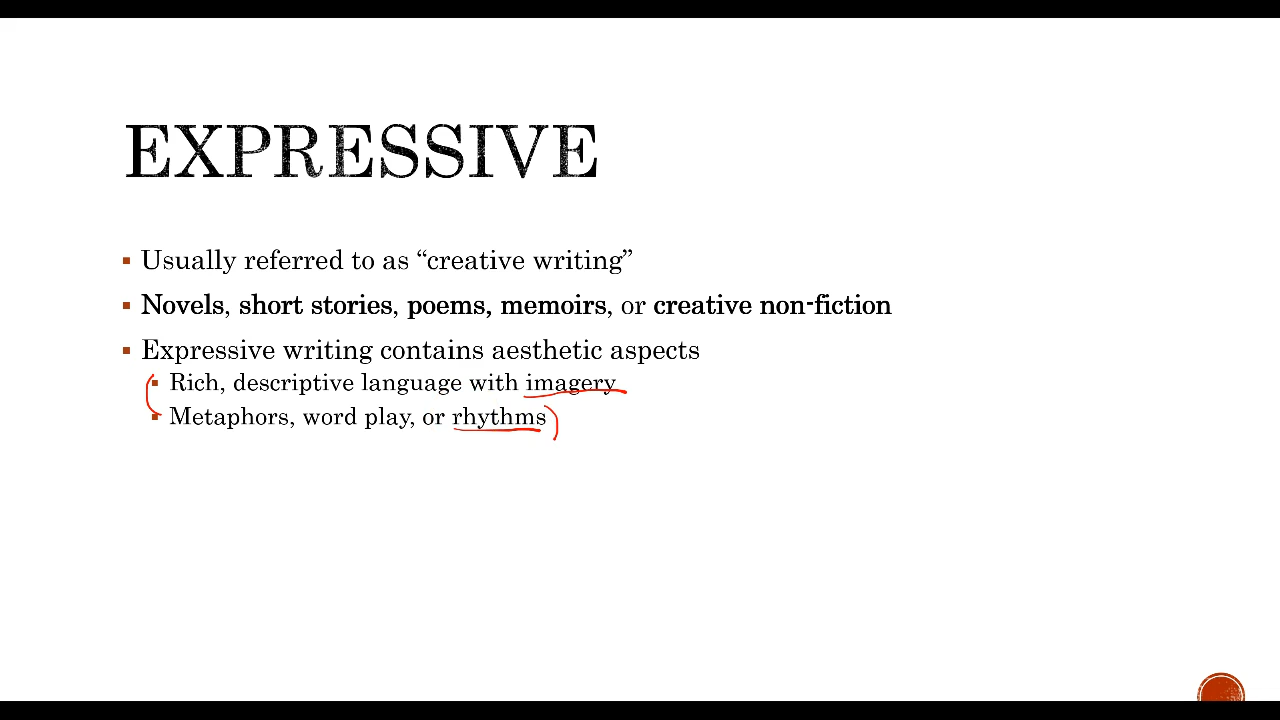 EXPRESSIVE
Usually referred to as “creative writing”
Novels, short stories, poems, memoirs, or creative non-fiction
Expressive writing contains aesthetic aspects
Rich, descriptive language with imagery
Metaphors, word play, or rhythms